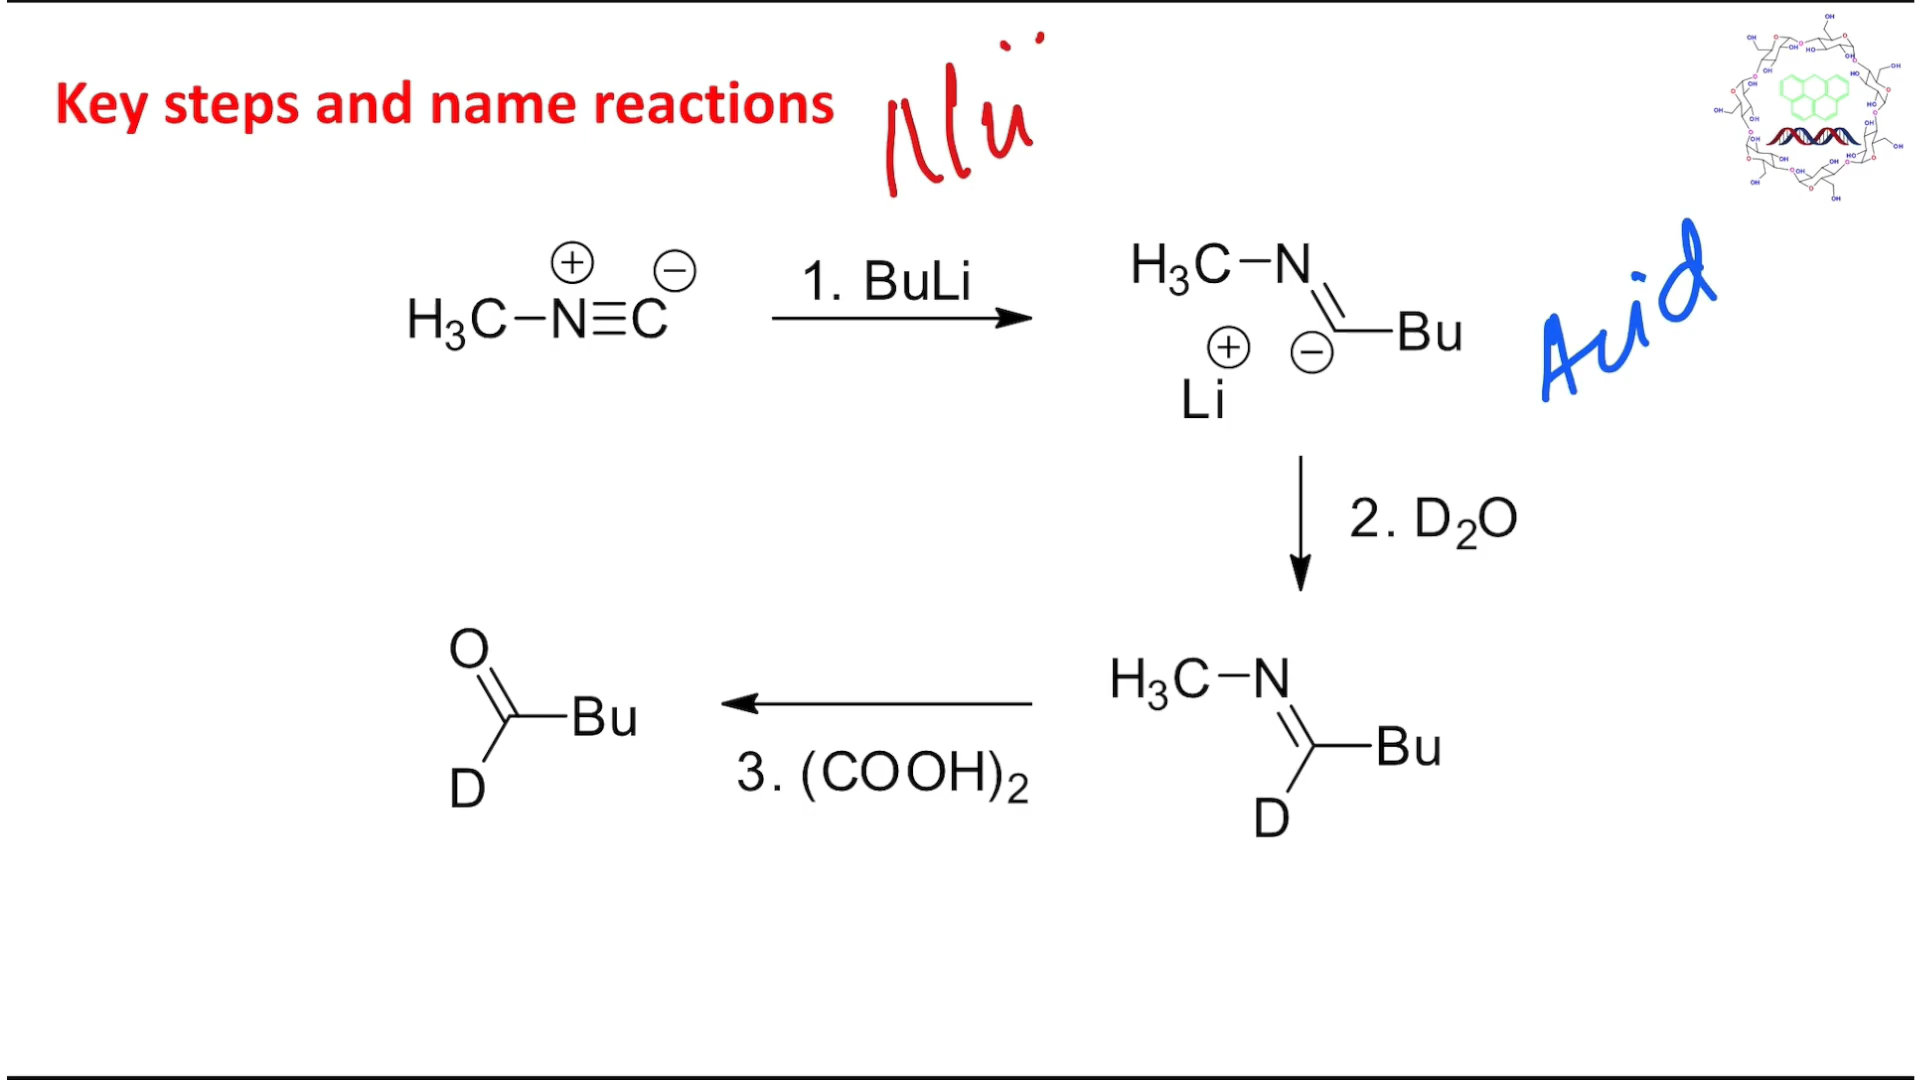 Key steps and name reactions
Nu
H3C−N≡C
1. BuLi
H3C−N
Bu
Li
Acid
2. D2O
O
Bu
D
3. (COOH)2
H3C−N
Bu
D